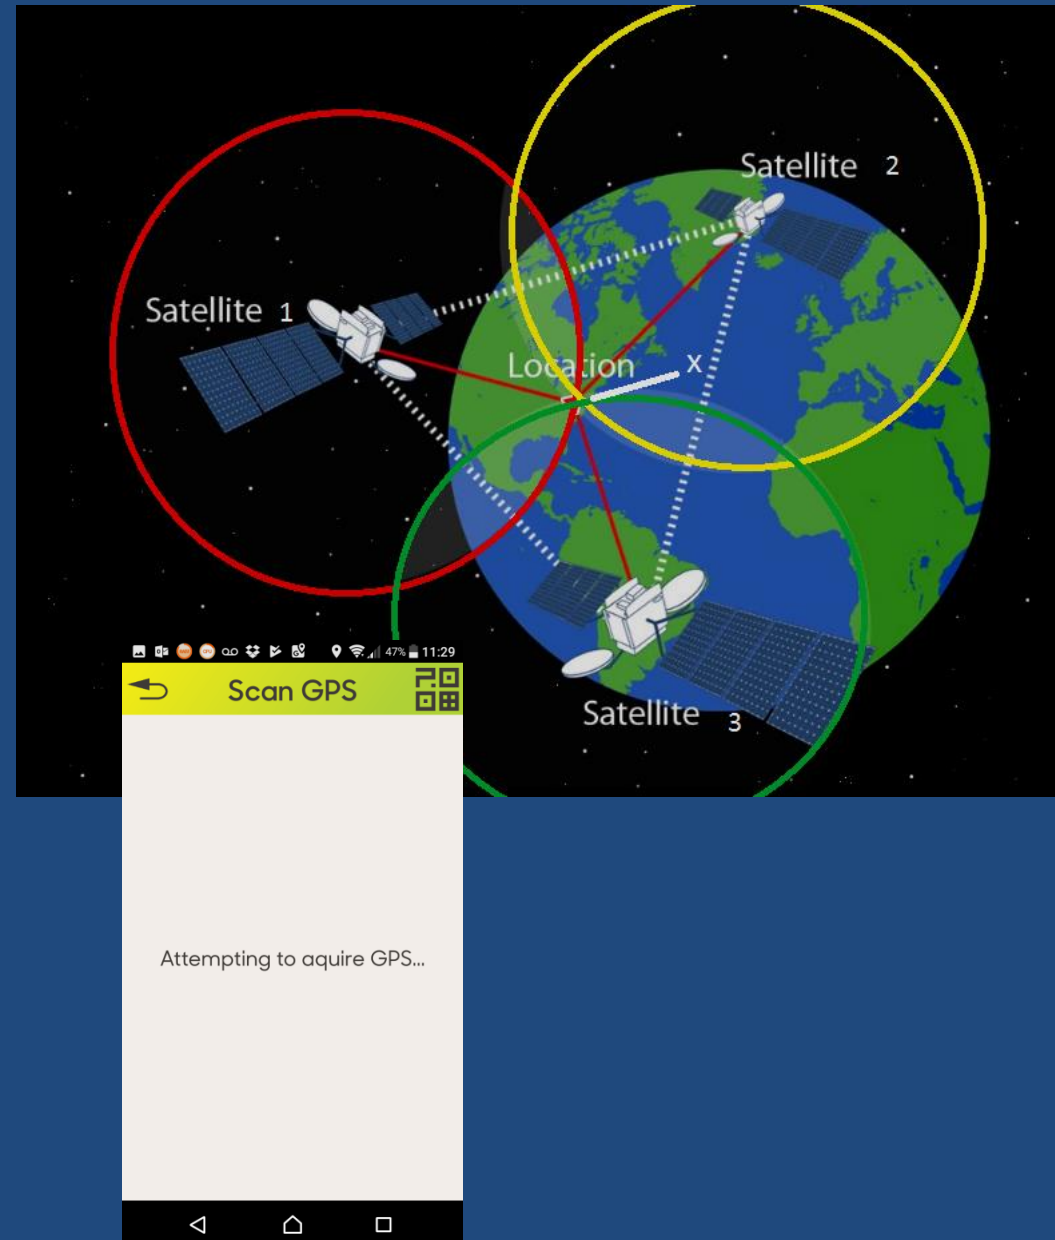 Satellite 2
Satellite 1
Location x
Satellite 3
47% 11:29
Scan GPS
Attempting to aquire GPS...